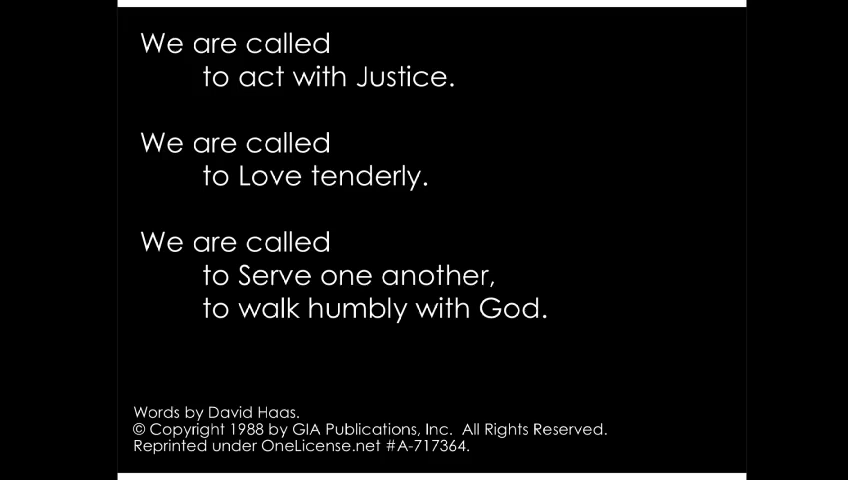 We are called
to act with Justice.
We are called
to Love tenderly.
We are called
to Serve one another,
to walk humbly with God.
Words by David Haas.
© Copyright 1988 by GIA Publications, Inc.  All Rights Reserved.
Reprinted under OneLicense.net #A-717364.